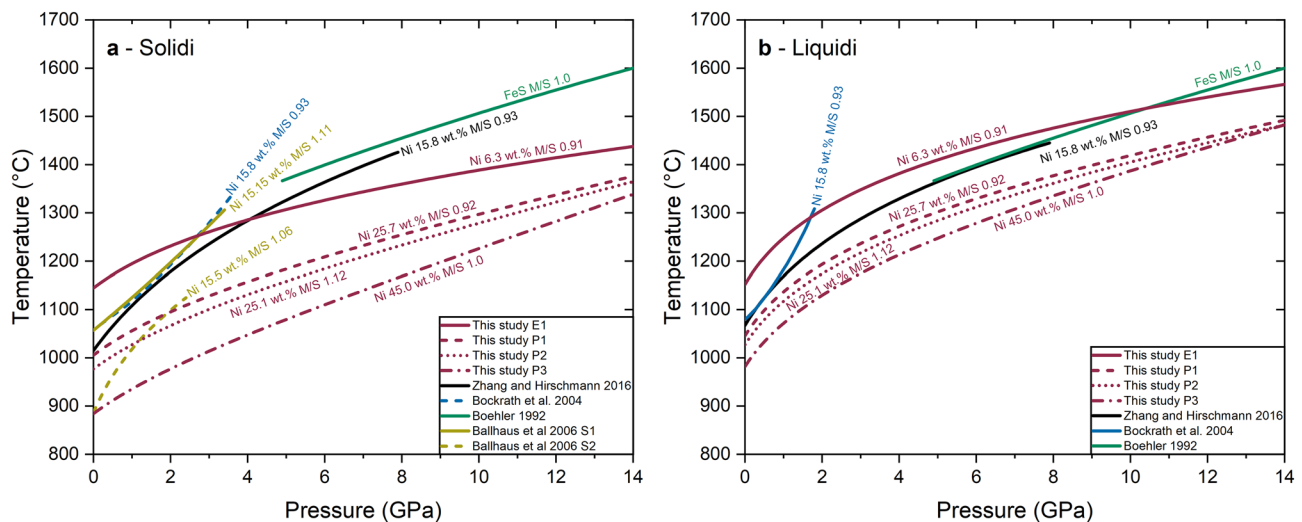 a - Solidi
1700
1600
1500
1400
1300
1200
1100
1000
900
800
Temperature (°C)
0
2
4
6
8
10
12
14
Pressure (GPa)
Ni 15.8 wt.% M/S 0.93
Ni 15.15 wt.% M/S 1.11
FeS M/S 1.0
Ni 15.8 wt.% M/S 0.93
Ni 6.3 wt.% M/S 0.91
Ni 15.5 wt.% M/S 1.06
Ni 25.7 wt.% M/S 0.92
Ni 25.1 wt.% M/S 1.12
Ni 45.0 wt.% M/S 1.0
This study E1
This study P1
This study P2
This study P3
Zhang and Hirschmann 2016
Bockrath et al. 2004
Boehler 1992
Ballhaus et al 2006 S1
Ballhaus et al 2006 S2
b - Liquidi
1700
1600
1500
1400
1300
1200
1100
1000
900
800
Temperature (°C)
0
2
4
6
8
10
12
14
Pressure (GPa)
Ni 15.8 wt.% M/S 0.93
FeS M/S 1.0
Ni 6.3 wt.% M/S 0.91
Ni 15.8 wt.% M/S 0.93
Ni 25.7 wt.% M/S 0.92
Ni 25.1 wt.% M/S 1.12
Ni 45.0 wt.% M/S 1.0
This study E1
This study P1
This study P2
This study P3
Zhang and Hirschmann 2016
Bockrath et al. 2004
Boehler 1992